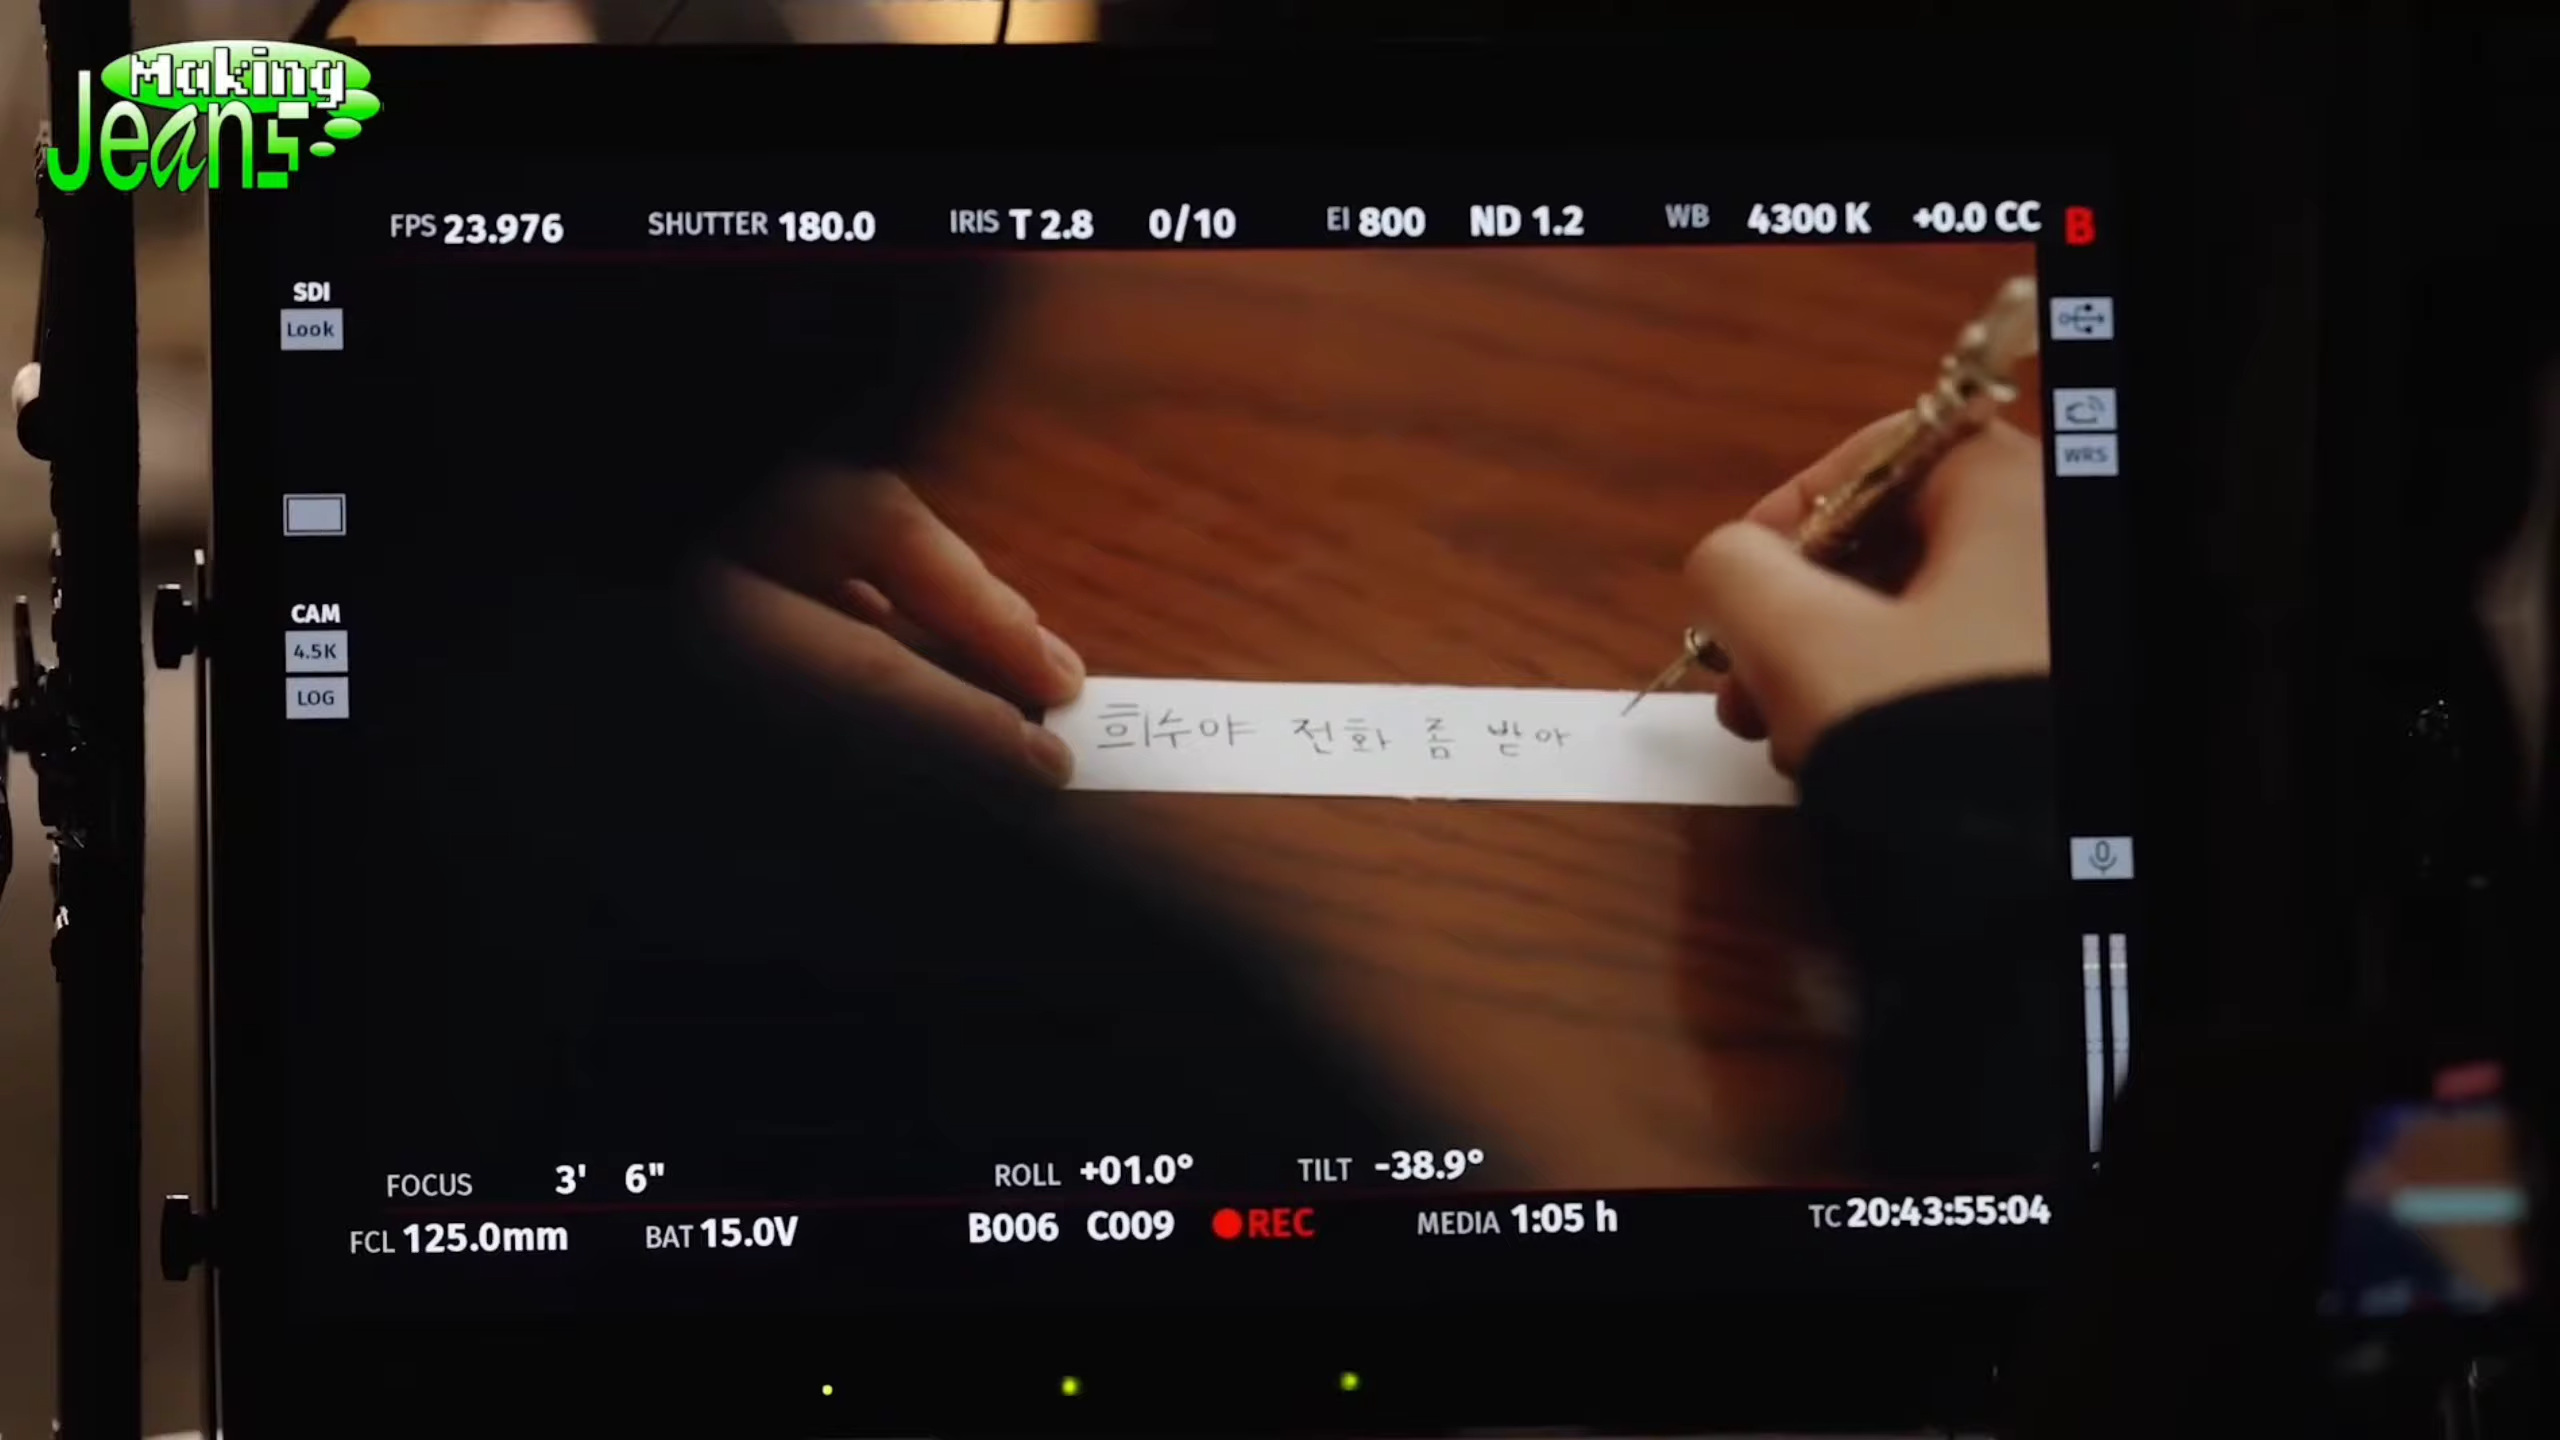 Making
Jeans
FPS 23.976 SHUTTER 180.0 IRIS T 2.8 0/10 EI 800 ND 1.2 WB 4300 K +0.0 CC B
SDI
Look
CAM
4.5K
LOG
WRS
희수야 전화 좀 받아
FOCUS 3' 6" ROLL +01.0° TILT -38.9°
FCL 125.0mm BAT 15.0V B006 C009 REC MEDIA 1:05 h TC 20:43:55:04